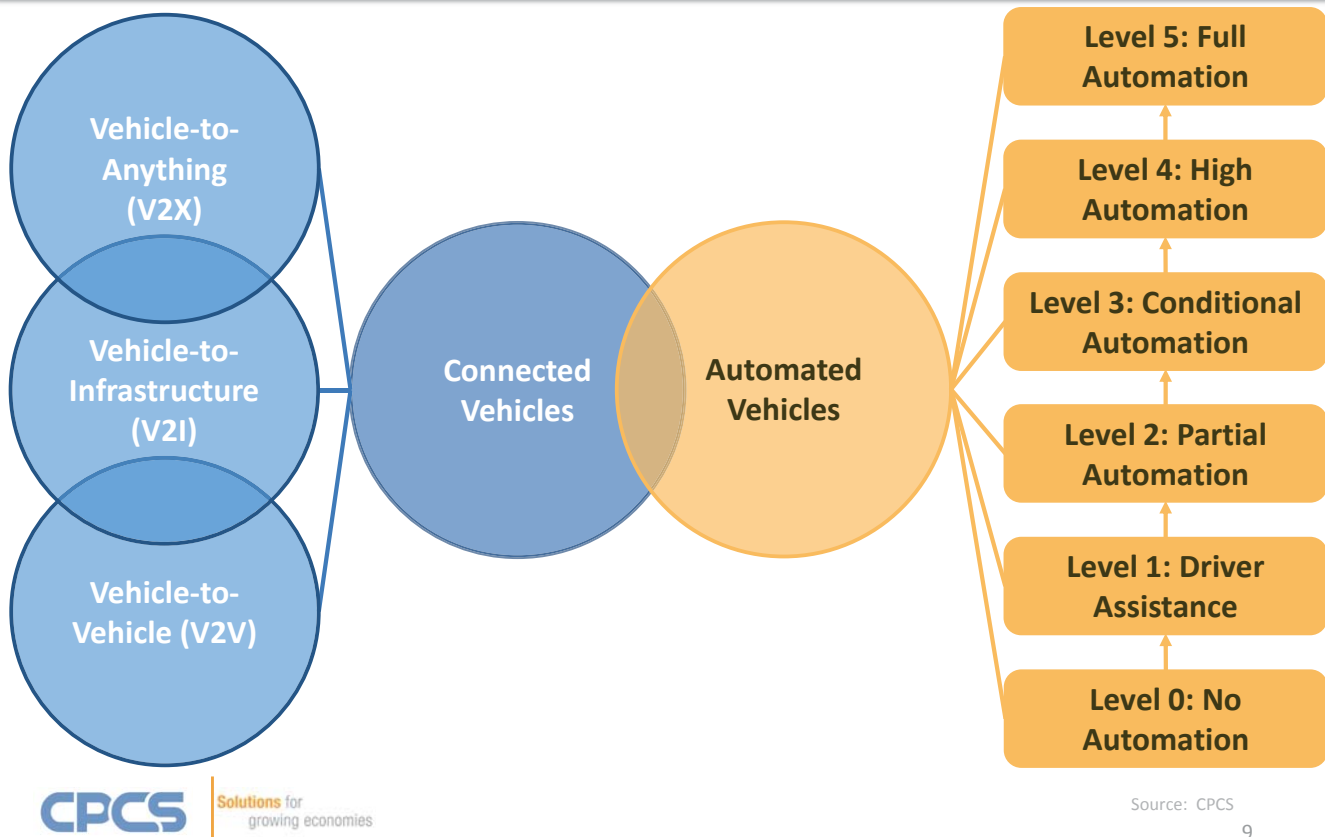 Vehicle-to-
Anything
(V2X)
Vehicle-to-
Infrastructure
(V2I)
Vehicle-to-
Vehicle (V2V)
Connected
Vehicles
Automated
Vehicles
Level 5: Full
Automation
Level 4: High
Automation
Level 3: Conditional
Automation
Level 2: Partial
Automation
Level 1: Driver
Assistance
Level 0: No
Automation
CPCS
Solutions for
growing economies
Source: CPCS
9